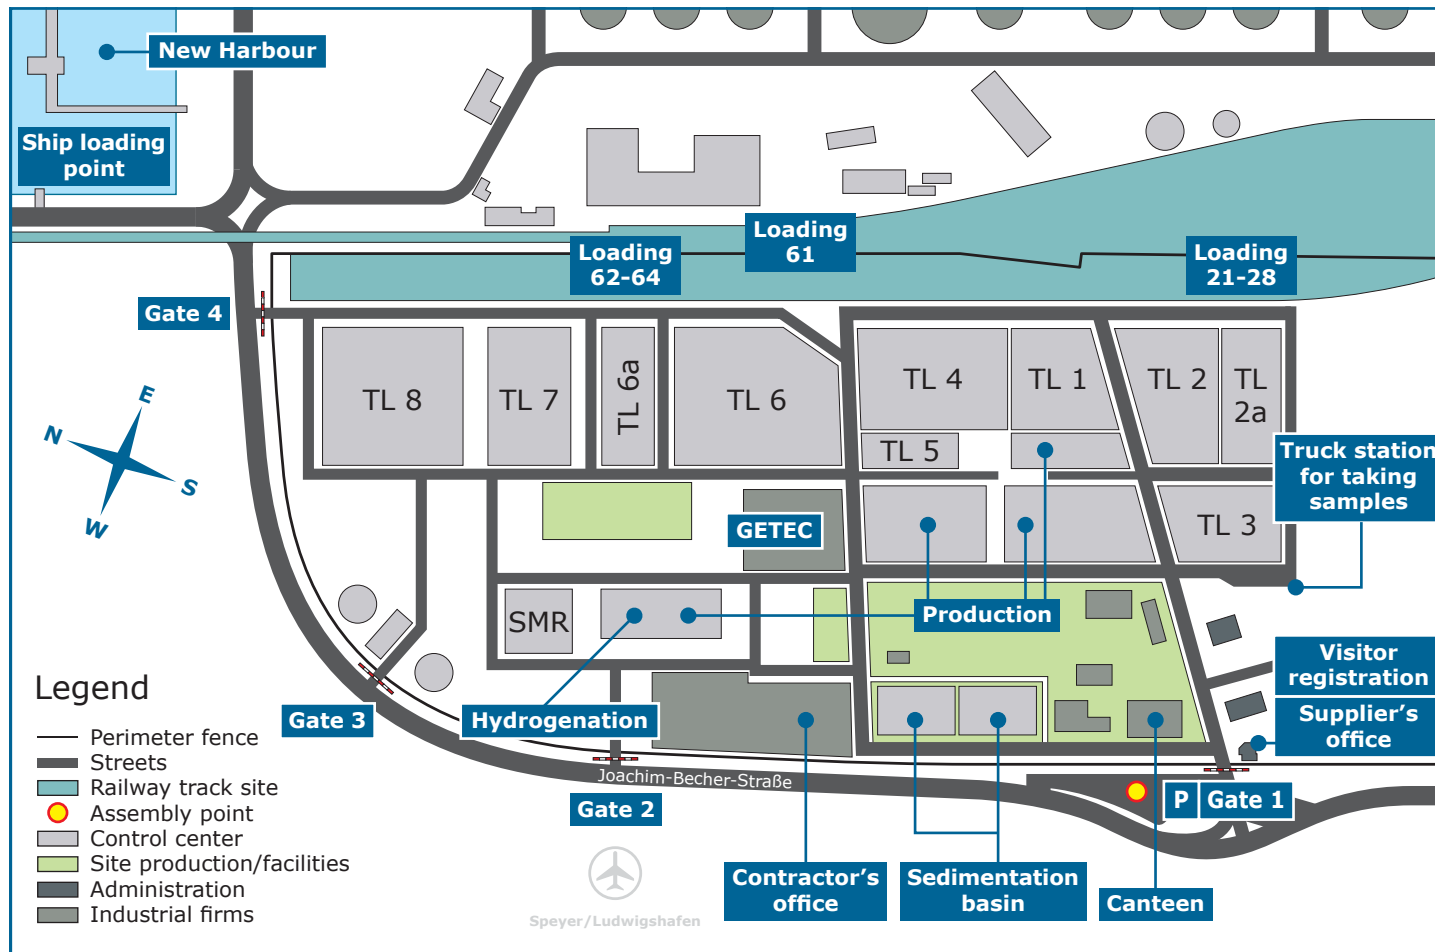 New Harbour
Ship loading
point
Loading
62-64
Loading
61
Loading
21-28
Gate 4
E
N
S
W
TL 8
TL 7
TL 6a
TL 6
TL 4
TL 1
TL 2
TL
2a
TL 5
TL 3
Truck station
for taking
samples
GETEC
SMR
Production
Hydrogenation
Visitor
registration
Supplier's
office
Gate 3
Gate 2
Joachim-Becher-Straße
P
Gate 1
Contractor's
office
Sedimentation
basin
Canteen
Speyer/Ludwigshafen
Legend
Perimeter fence
Streets
Railway track site
Assembly point
Control center
Site production/facilities
Administration
Industrial firms